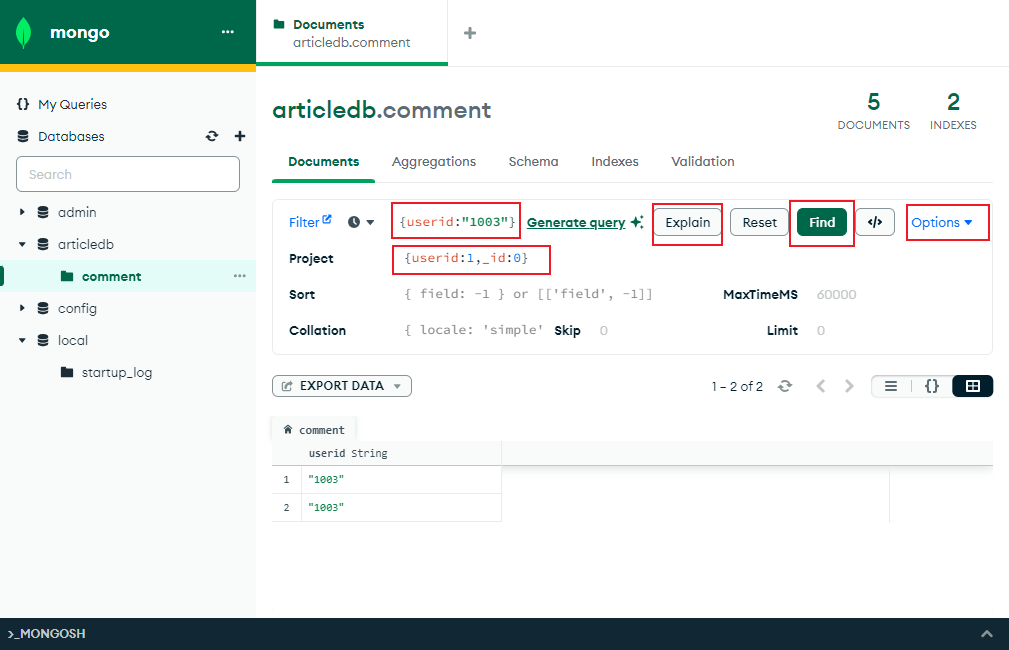 mongo
Documents
articledb.comment
My Queries
Databases
Search
admin
articledb
comment
config
local
startup_log
articledb.comment
5
DOCUMENTS
2
INDEXES
Documents Aggregations Schema Indexes Validation
Filter {userid:"1003"} Generate query Explain Reset Find </> Options
Project {userid:1,_id:0}
Sort { field: -1 } or [['field', -1]] MaxTimeMS 60000
Collation { locale: 'simple' Skip 0 Limit 0
EXPORT DATA 1 – 2 of 2 {}
comment
userid String
1 "1003"
2 "1003"
>_MONGOSH